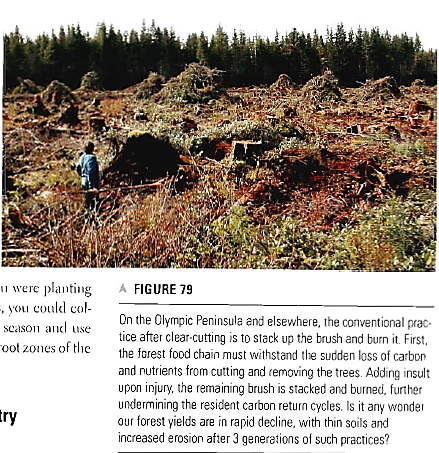 FIGURE 79
On the Olympic Peninsula and elsewhere, the conventional prac-
tice after clear-cutting is to stack up the brush and burn it. First,
the forest food chain must withstand the sudden loss of carbon
and nutrients from cutting and removing the trees. Adding insult
upon injury, the remaining brush is stacked and burned, further
undermining the resident carbon return cycles. Is it any wonder
our forest yields are in rapid decline, with thin soils and
increased erosion after 3 generations of such practices?
u were planting
s, you could col-
season and use
root zones of the
try